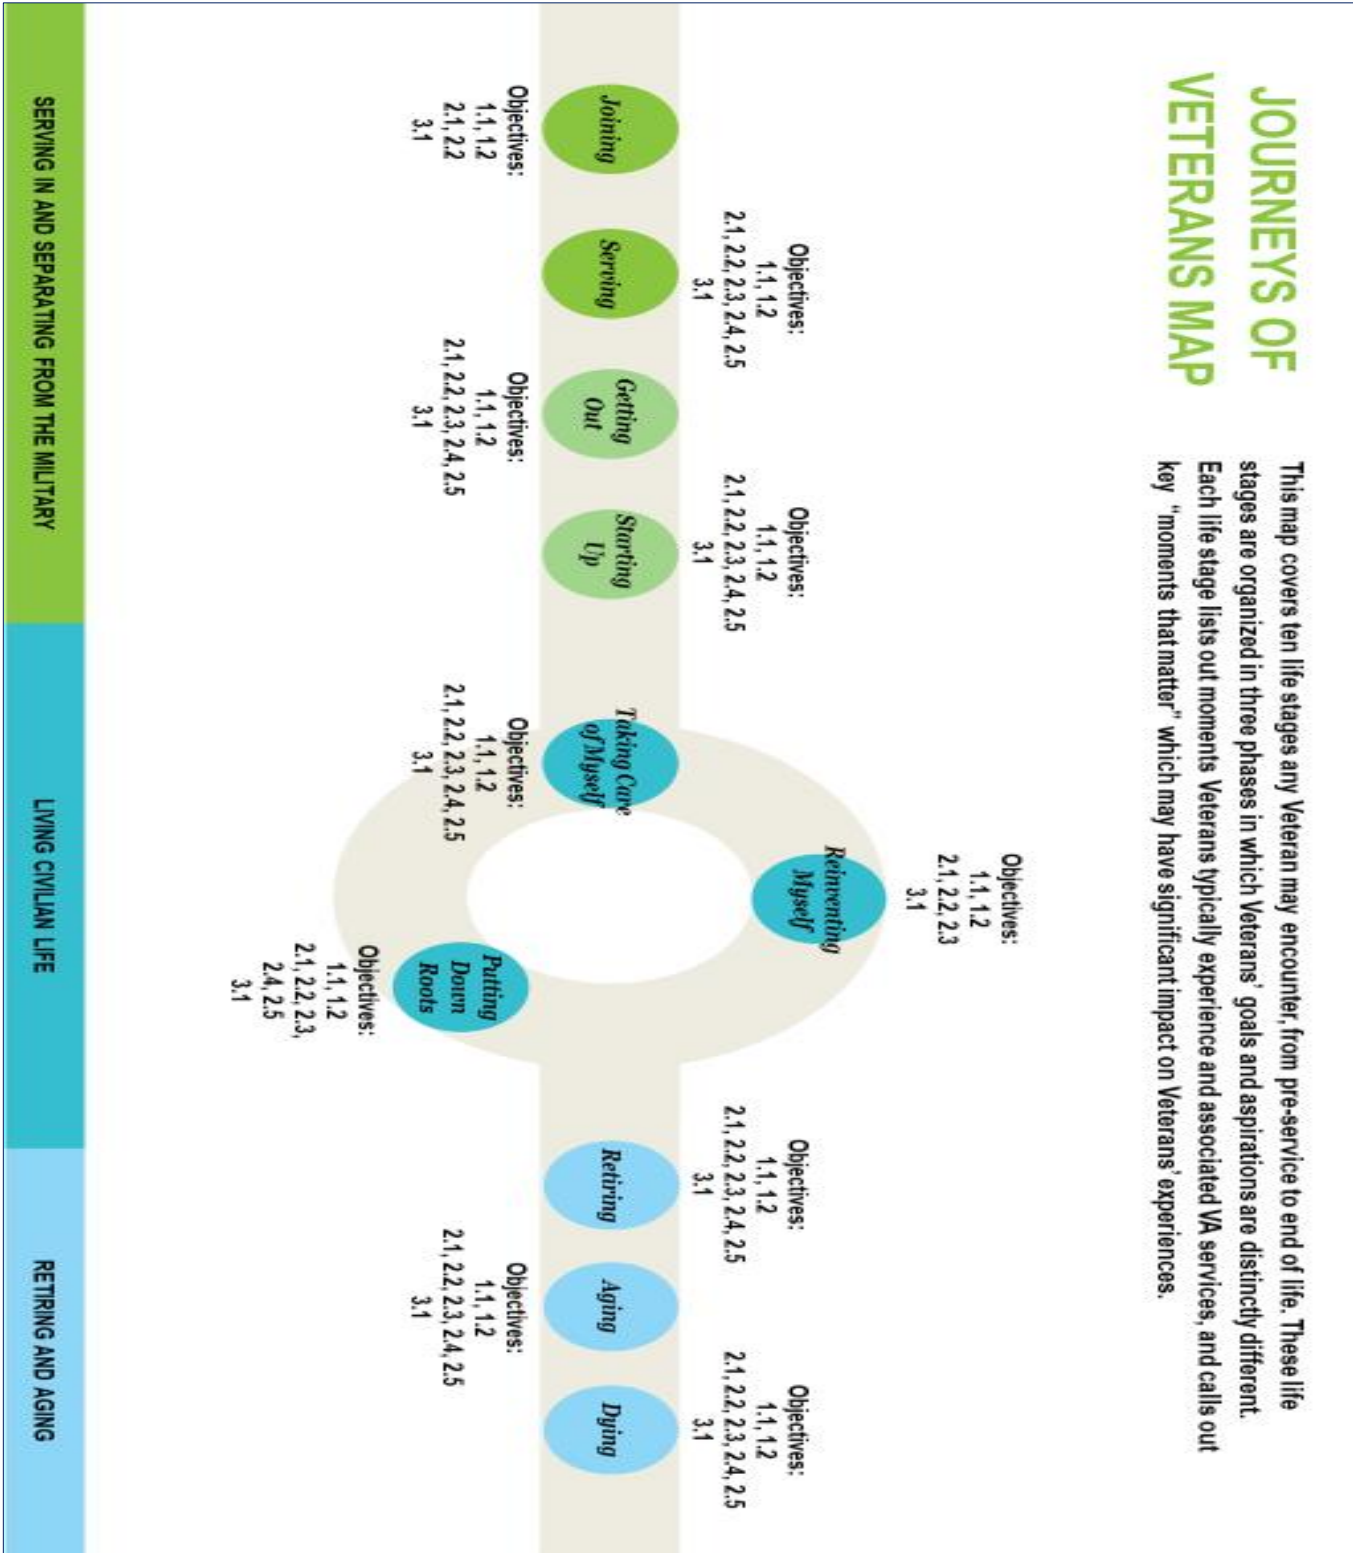 JOURNEYS OF
VETERANS MAP
This map covers ten life stages any Veteran may encounter, from pre-service to end of life. These life
stages are organized in three phases in which Veterans' goals and aspirations are distinctly different.
Each life stage lists out moments Veterans typically experience and associated VA services, and calls out
key "moments that matter" which may have significant impact on Veterans' experiences.
Joining
Objectives:
1.1, 1.2
2.1, 2.2
3.1
Objectives:
1.1, 1.2
2.1, 2.2, 2.3, 2.4, 2.5
3.1
Serving
Getting
Out
Objectives:
1.1, 1.2
2.1, 2.2, 2.3, 2.4, 2.5
3.1
Objectives:
1.1, 1.2
2.1, 2.2, 2.3, 2.4, 2.5
3.1
Starting
Up
Taking Care
of Myself
Objectives:
1.1, 1.2
2.1, 2.2, 2.3, 2.4, 2.5
3.1
Objectives:
1.1, 1.2
2.1, 2.2, 2.3
3.1
Reinventing
Myself
Putting
Down
Roots
Objectives:
1.1, 1.2
2.1, 2.2, 2.3,
2.4, 2.5
3.1
Objectives:
1.1, 1.2
2.1, 2.2, 2.3, 2.4, 2.5
3.1
Retiring
Aging
Objectives:
1.1, 1.2
2.1, 2.2, 2.3, 2.4, 2.5
3.1
Objectives:
1.1, 1.2
2.1, 2.2, 2.3, 2.4, 2.5
3.1
Dying
SERVING IN AND SEPARATING FROM THE MILITARY
LIVING CIVILIAN LIFE
RETIRING AND AGING